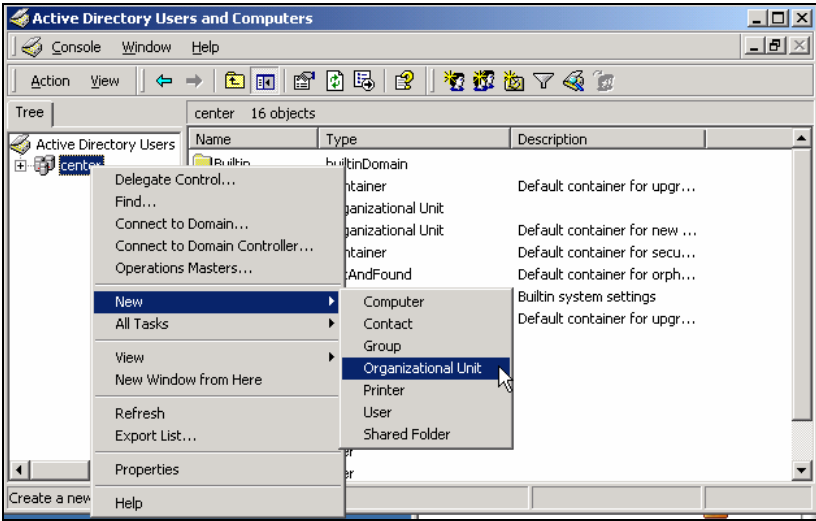 Active Directory Users and Computers
Console Window Help
Action View
Tree
center 16 objects
Active Directory Users
center
Name Type Description
Builtin builtinDomain
Default container for upgr...
Default container for new ...
Default container for secu...
Default container for orph...
Builtin system settings
Default container for upgr...
Delegate Control...
Find...
Connect to Domain...
Connect to Domain Controller...
Operations Masters...
New
All Tasks
View
New Window from Here
Refresh
Export List...
Properties
Help
Computer
Contact
Group
Organizational Unit
Printer
User
Shared Folder
Create a new